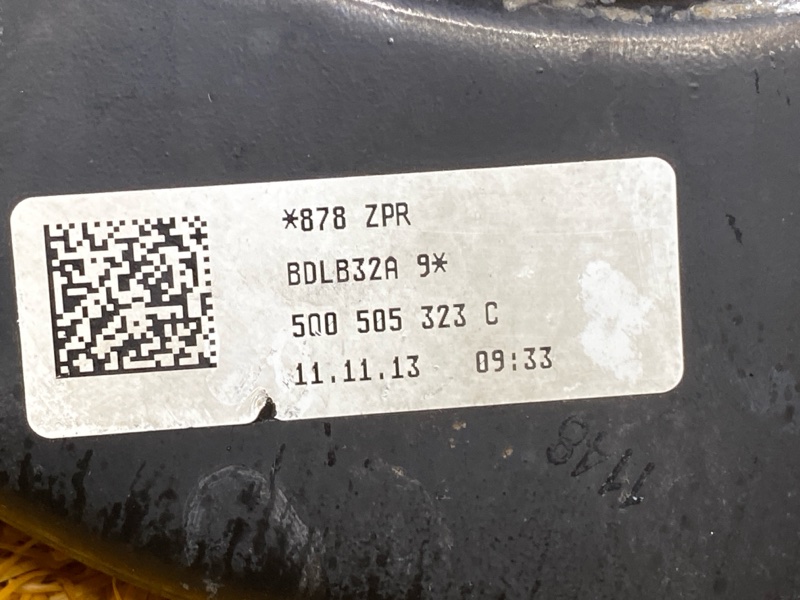 *878 ZPR
BDLB32A 9*
5Q0 505 323 C
11.11.13 09:33